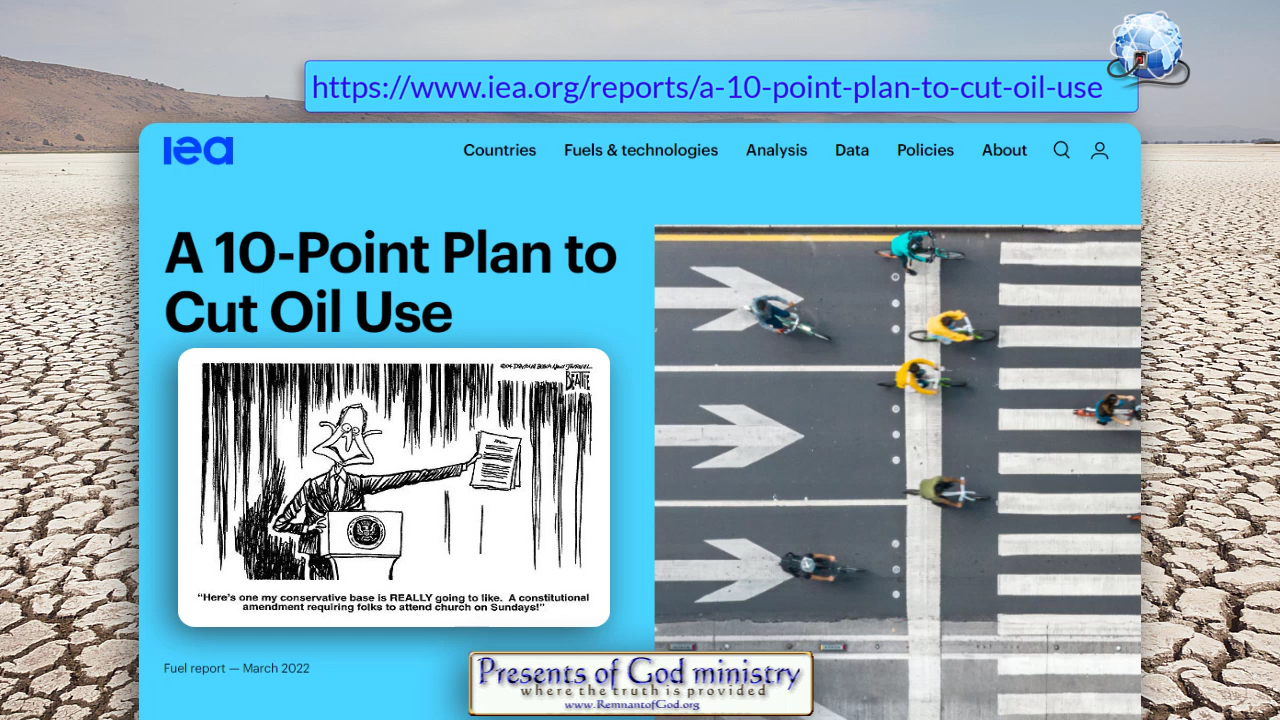 https://www.iea.org/reports/a-10-point-plan-to-cut-oil-use
iea
Countries Fuels & technologies Analysis Data Policies About
A 10-Point Plan to
Cut Oil Use
BEATTIE
"Here's one my conservative base is REALLY going to like. A constitutional
amendment requiring folks to attend church on Sundays!"
Fuel report — March 2022
Presents of God ministry
where the truth is provided
www.RemnantofGod.org